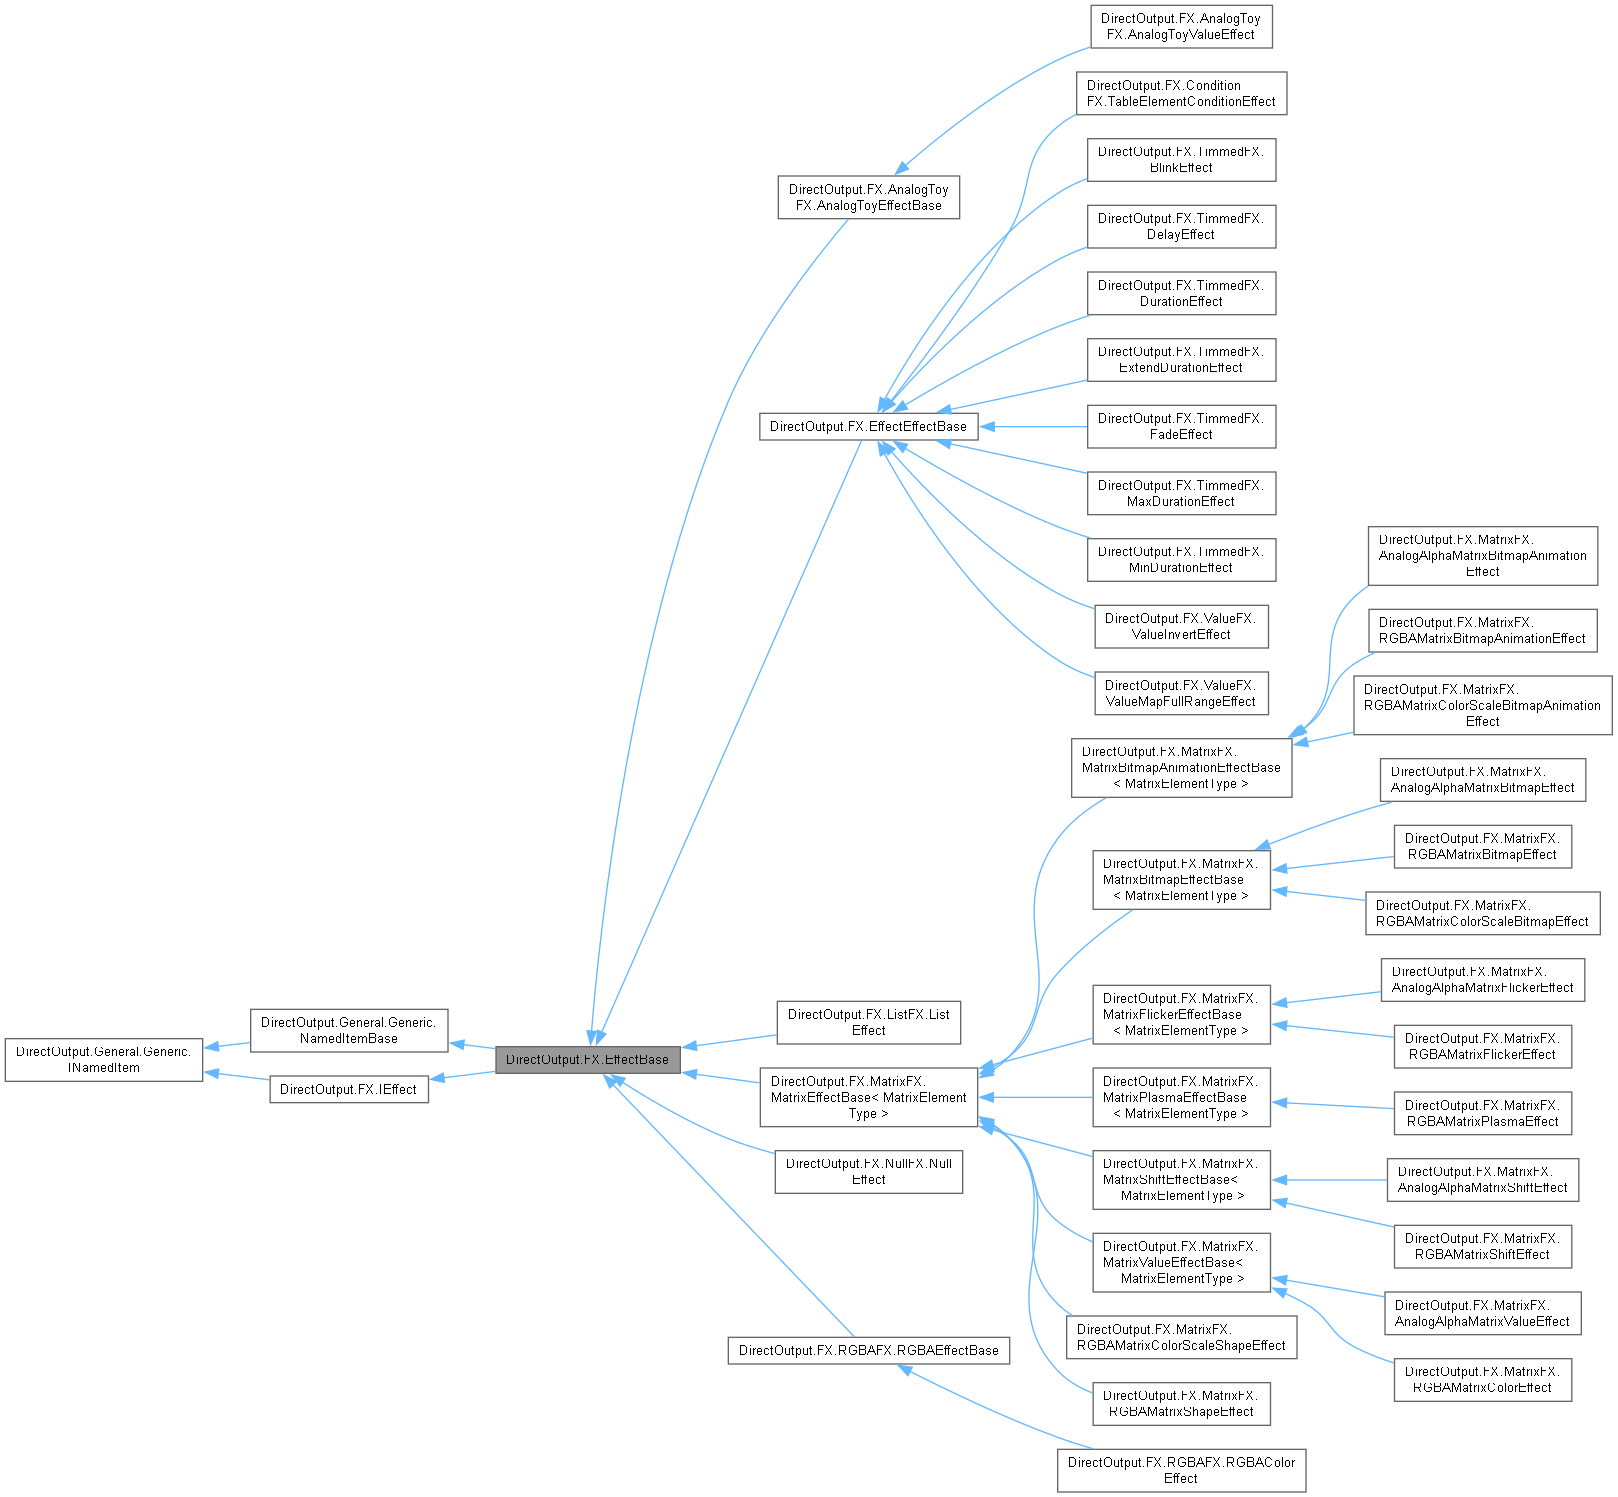 DirectOutput.FX.AnalogToy
FX.AnalogToyValueEffect
DirectOutput.FX.Condition
FX.TableElementConditionEffect
DirectOutput.FX.TimmedFX.
BlinkEffect
DirectOutput.FX.AnalogToy
FX.AnalogToyEffectBase
DirectOutput.FX.TimmedFX.
DelayEffect
DirectOutput.FX.TimmedFX.
DurationEffect
DirectOutput.FX.TimmedFX.
ExtendDurationEffect
DirectOutput.FX.EffectEffectBase
DirectOutput.FX.TimmedFX.
FadeEffect
DirectOutput.FX.TimmedFX.
MaxDurationEffect
DirectOutput.FX.TimmedFX.
MinDurationEffect
DirectOutput.FX.ValueFX.
ValueInvertEffect
DirectOutput.FX.ValueFX.
ValueMapFullRangeEffect
DirectOutput.FX.MatrixFX.
AnalogAlphaMatrixBitmapAnimation
Effect
DirectOutput.FX.MatrixFX.
RGBAMatrixBitmapAnimationEffect
DirectOutput.FX.MatrixFX.
RGBAMatrixColorScaleBitmapAnimation
Effect
DirectOutput.FX.MatrixFX.
MatrixBitmapAnimationEffectBase
< MatrixElementType >
DirectOutput.FX.MatrixFX.
AnalogAlphaMatrixBitmapEffect
DirectOutput.FX.MatrixFX.
RGBAMatrixBitmapEffect
DirectOutput.FX.MatrixFX.
MatrixBitmapEffectBase
< MatrixElementType >
DirectOutput.FX.MatrixFX.
RGBAMatrixColorScaleBitmapEffect
DirectOutput.FX.MatrixFX.
AnalogAlphaMatrixFlickerEffect
DirectOutput.FX.MatrixFX.
MatrixFlickerEffectBase
< MatrixElementType >
DirectOutput.FX.MatrixFX.
RGBAMatrixFlickerEffect
DirectOutput.FX.ListFX.List
Effect
DirectOutput.General.Generic.
NamedItemBase
DirectOutput.General.Generic.
INamedItem
DirectOutput.FX.EffectBase
DirectOutput.FX.IEffect
DirectOutput.FX.MatrixFX.
MatrixEffectBase< MatrixElement
Type >
DirectOutput.FX.MatrixFX.
MatrixPlasmaEffectBase
< MatrixElementType >
DirectOutput.FX.MatrixFX.
RGBAMatrixPlasmaEffect
DirectOutput.FX.NullFX.Null
Effect
DirectOutput.FX.MatrixFX.
MatrixShiftEffectBase<
MatrixElementType >
DirectOutput.FX.MatrixFX.
AnalogAlphaMatrixShiftEffect
DirectOutput.FX.MatrixFX.
RGBAMatrixShiftEffect
DirectOutput.FX.MatrixFX.
MatrixValueEffectBase<
MatrixElementType >
DirectOutput.FX.MatrixFX.
AnalogAlphaMatrixValueEffect
DirectOutput.FX.RGBAFX.RGBAEffectBase
DirectOutput.FX.MatrixFX.
RGBAMatrixColorScaleShapeEffect
DirectOutput.FX.MatrixFX.
RGBAMatrixColorEffect
DirectOutput.FX.MatrixFX.
RGBAMatrixShapeEffect
DirectOutput.FX.RGBAFX.RGBAColor
Effect